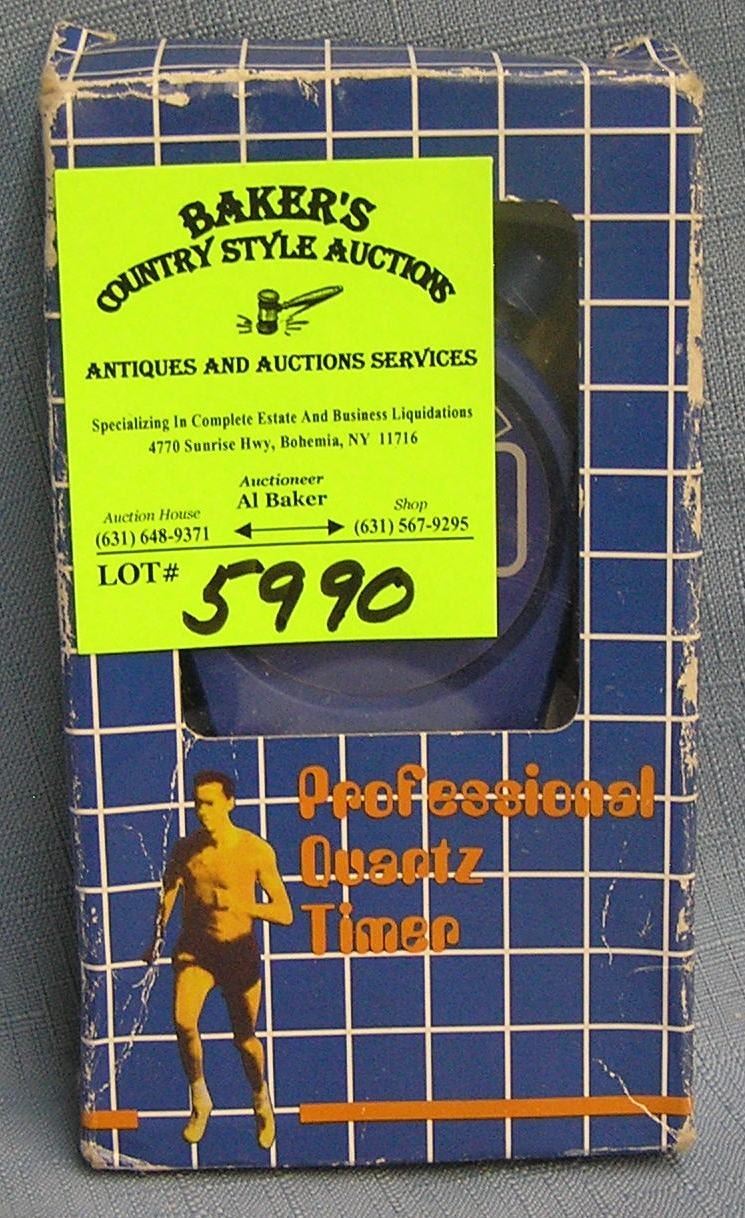 BAKER'S
COUNTRY STYLE AUCTIONS
ANTIQUES AND AUCTIONS SERVICES
Specializing In Complete Estate And Business Liquidations
4770 Sunrise Hwy, Bohemia, NY 11716
Auctioneer
Al Baker
Auction House
(631) 648-9371
Shop
(631) 567-9295
LOT# 5990
Professional
Quartz
Timer